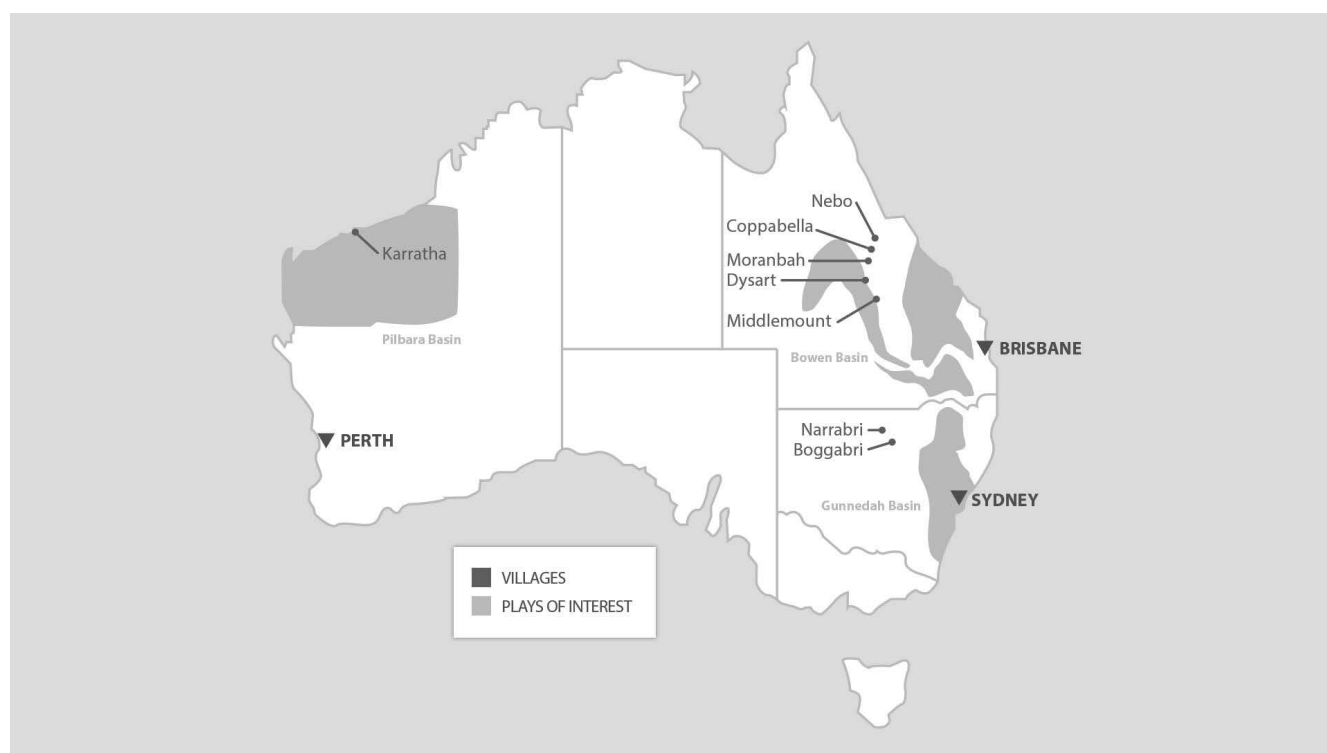 Nebo
Coppabella
Karratha
Moranbah
Dysart
Middlemount
Pilbara Basin
Bowen Basin
BRISBANE
PERTH
Narrabri
Boggabri
Gunnedah Basin
SYDNEY
VILLAGES
PLAYS OF INTEREST